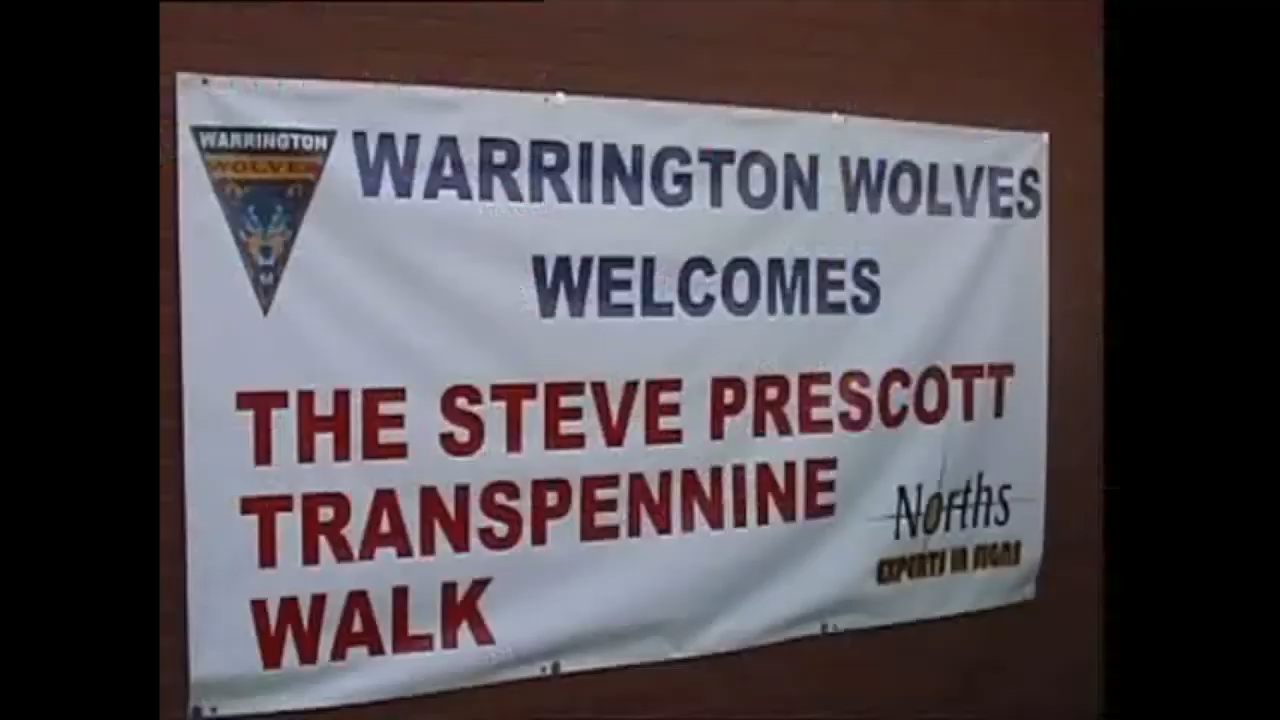 WARRINGTON
WOLVES
WARRINGTON WOLVES
WELCOMES
THE STEVE PRESCOTT
TRANSPENNINE
WALK
Norths
EXPERTS IN SIGNS